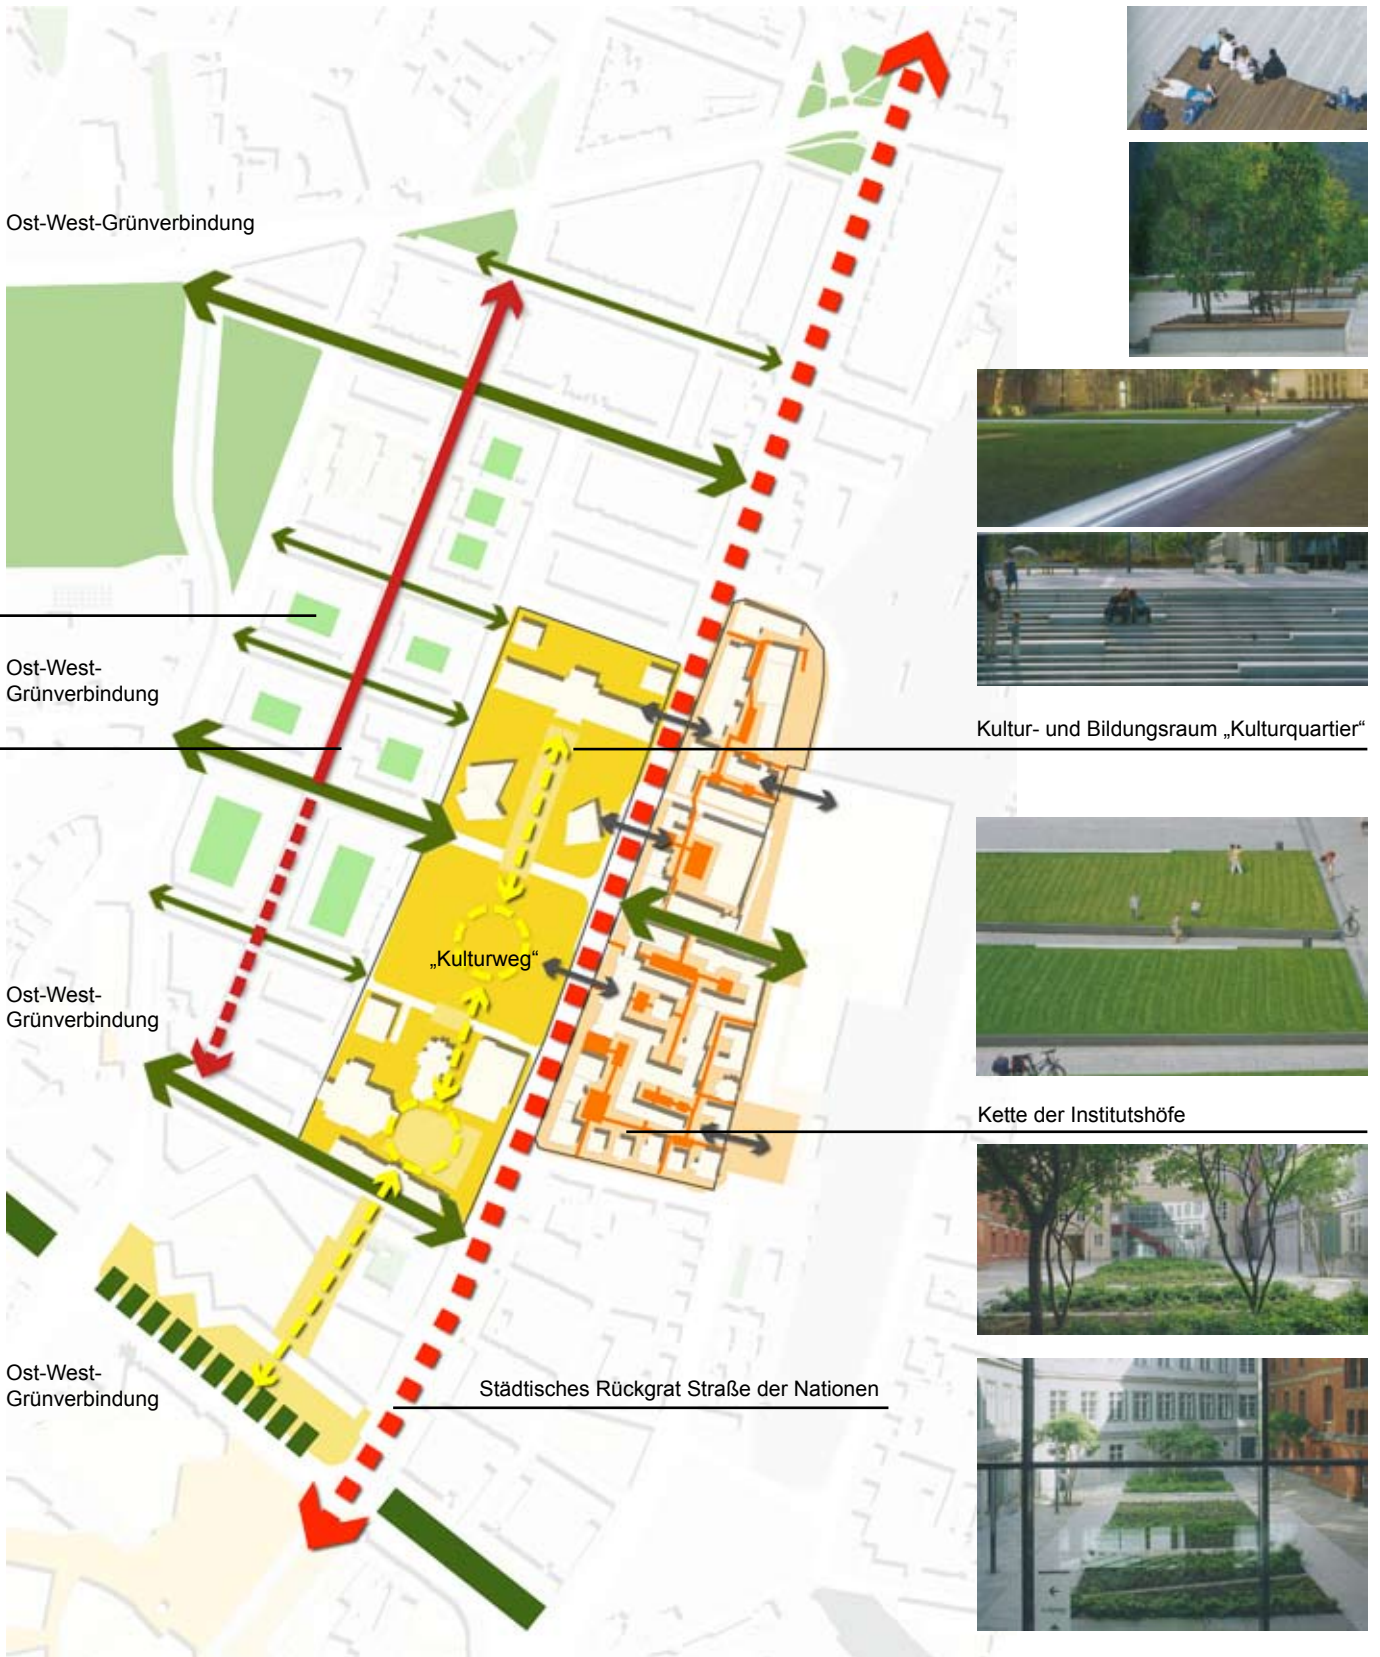 Ost-West-Grünverbindung
Ost-West-
Grünverbindung
Kultur- und Bildungsraum „Kulturquartier“
„Kulturweg“
Ost-West-
Grünverbindung
Kette der Institutshöfe
Ost-West-
Grünverbindung
Städtisches Rückgrat Straße der Nationen